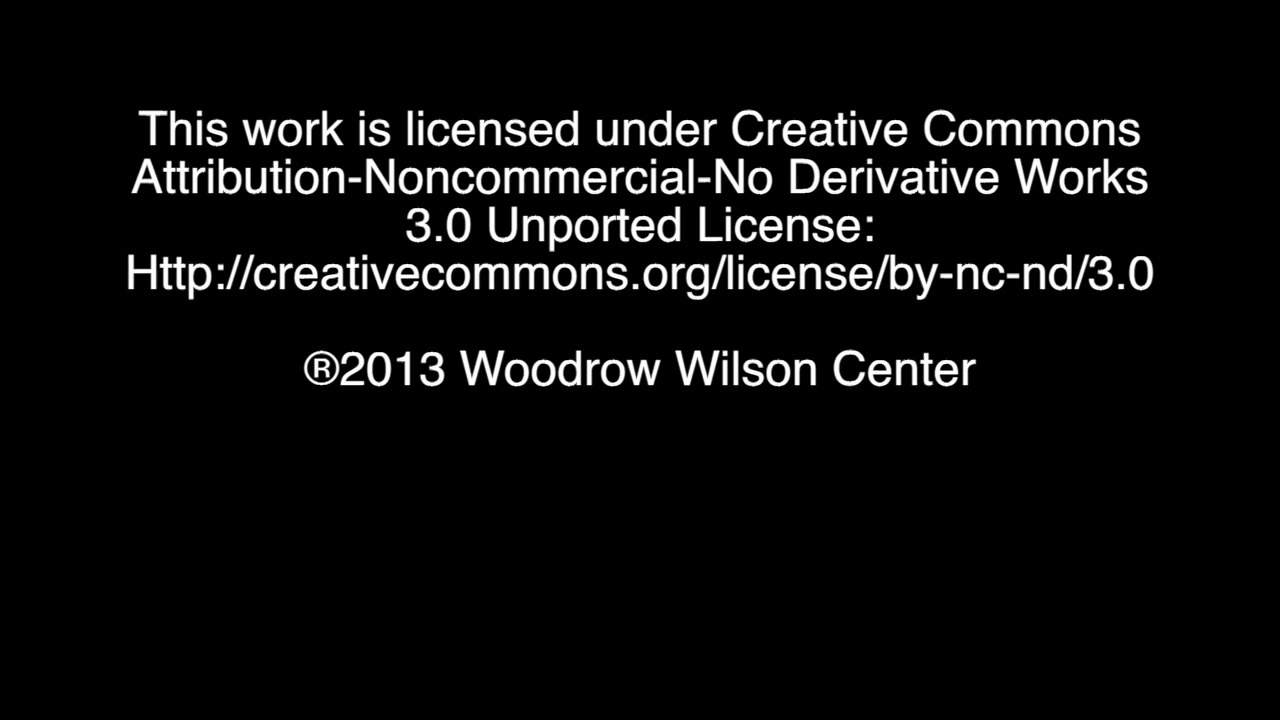 This work is licensed under Creative Commons
Attribution-Noncommercial-No Derivative Works
3.0 Unported License:
Http://creativecommons.org/license/by-nc-nd/3.0
®2013 Woodrow Wilson Center